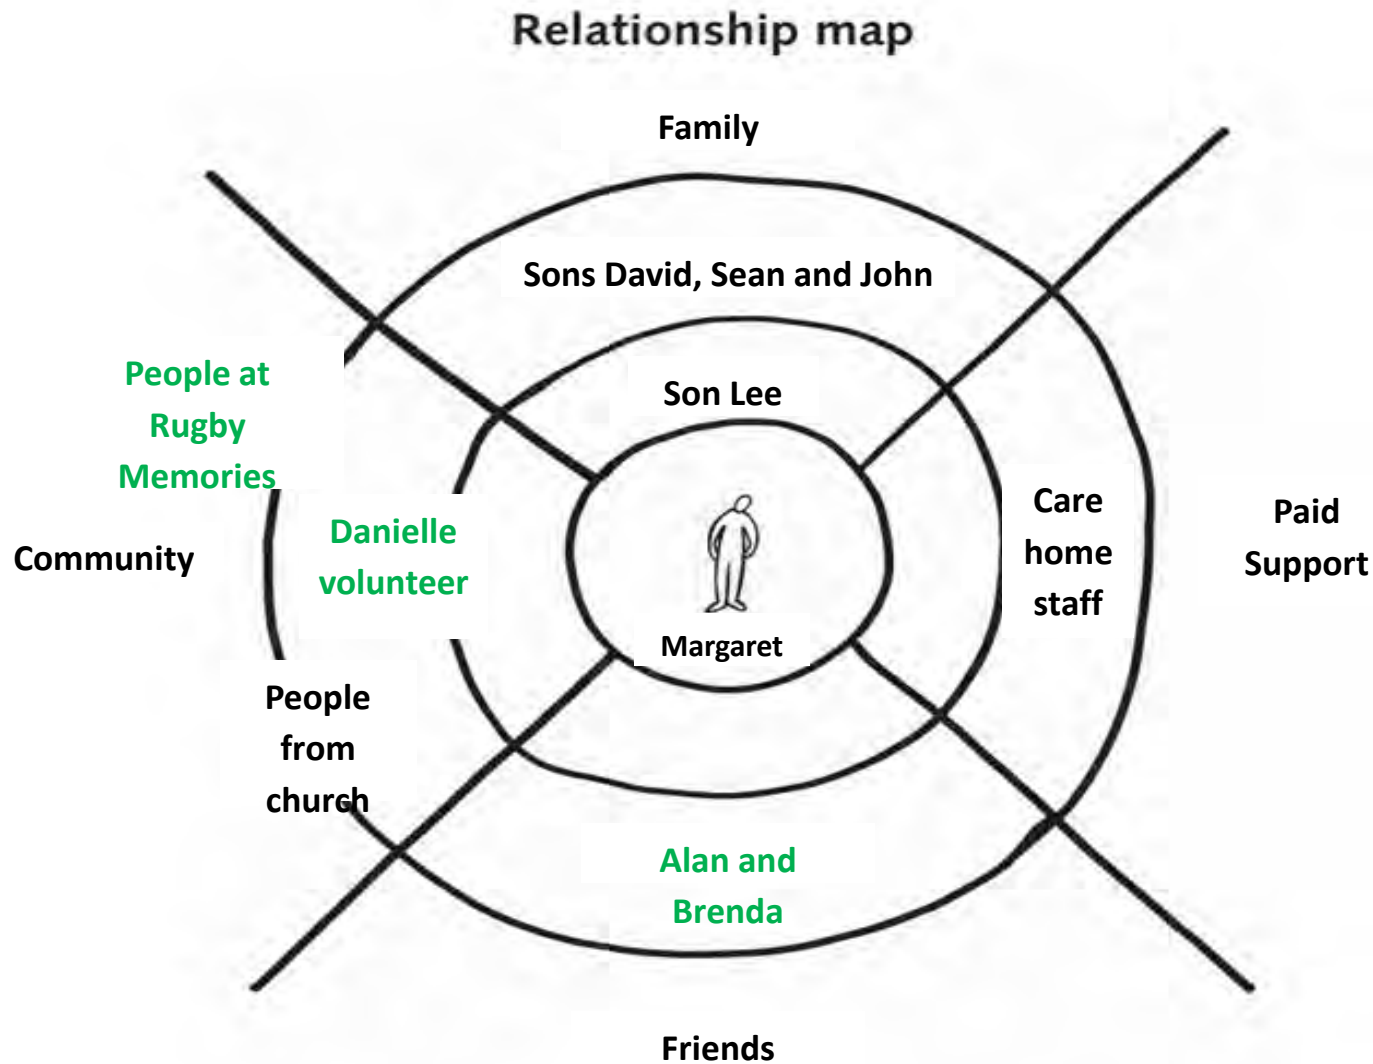 Relationship map
Family
Sons David, Sean and John
Son Lee
People at
Rugby
Memories
Community
Danielle
volunteer
People
from
church
Margaret
Care
home
staff
Paid
Support
Alan and
Brenda
Friends